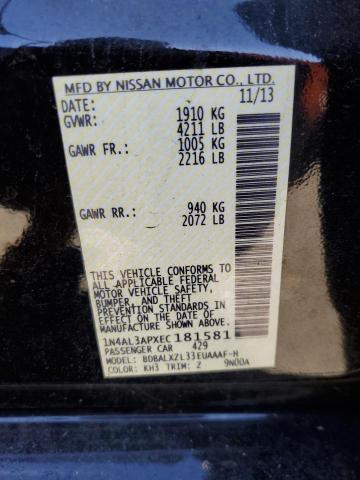 MFD BY NISSAN MOTOR CO., LTD.
DATE: 11/13
GVWR: 1910 KG
4211 LB
GAWR FR.: 1005 KG
2216 LB
GAWR RR.: 940 KG
2072 LB
THIS VEHICLE CONFORMS TO
ALL APPLICABLE FEDERAL
MOTOR VEHICLE SAFETY,
BUMPER, AND THEFT
PREVENTION STANDARDS IN
EFFECT ON THE DATE OF
MANUFACTURE SHOWN ABOVE.
1N4AL3APXEC181581
PASSENGER CAR 429
MODEL: BDBALXZL33EUAAAF-H
COLOR: KH3 TRIM: Z 9N00A